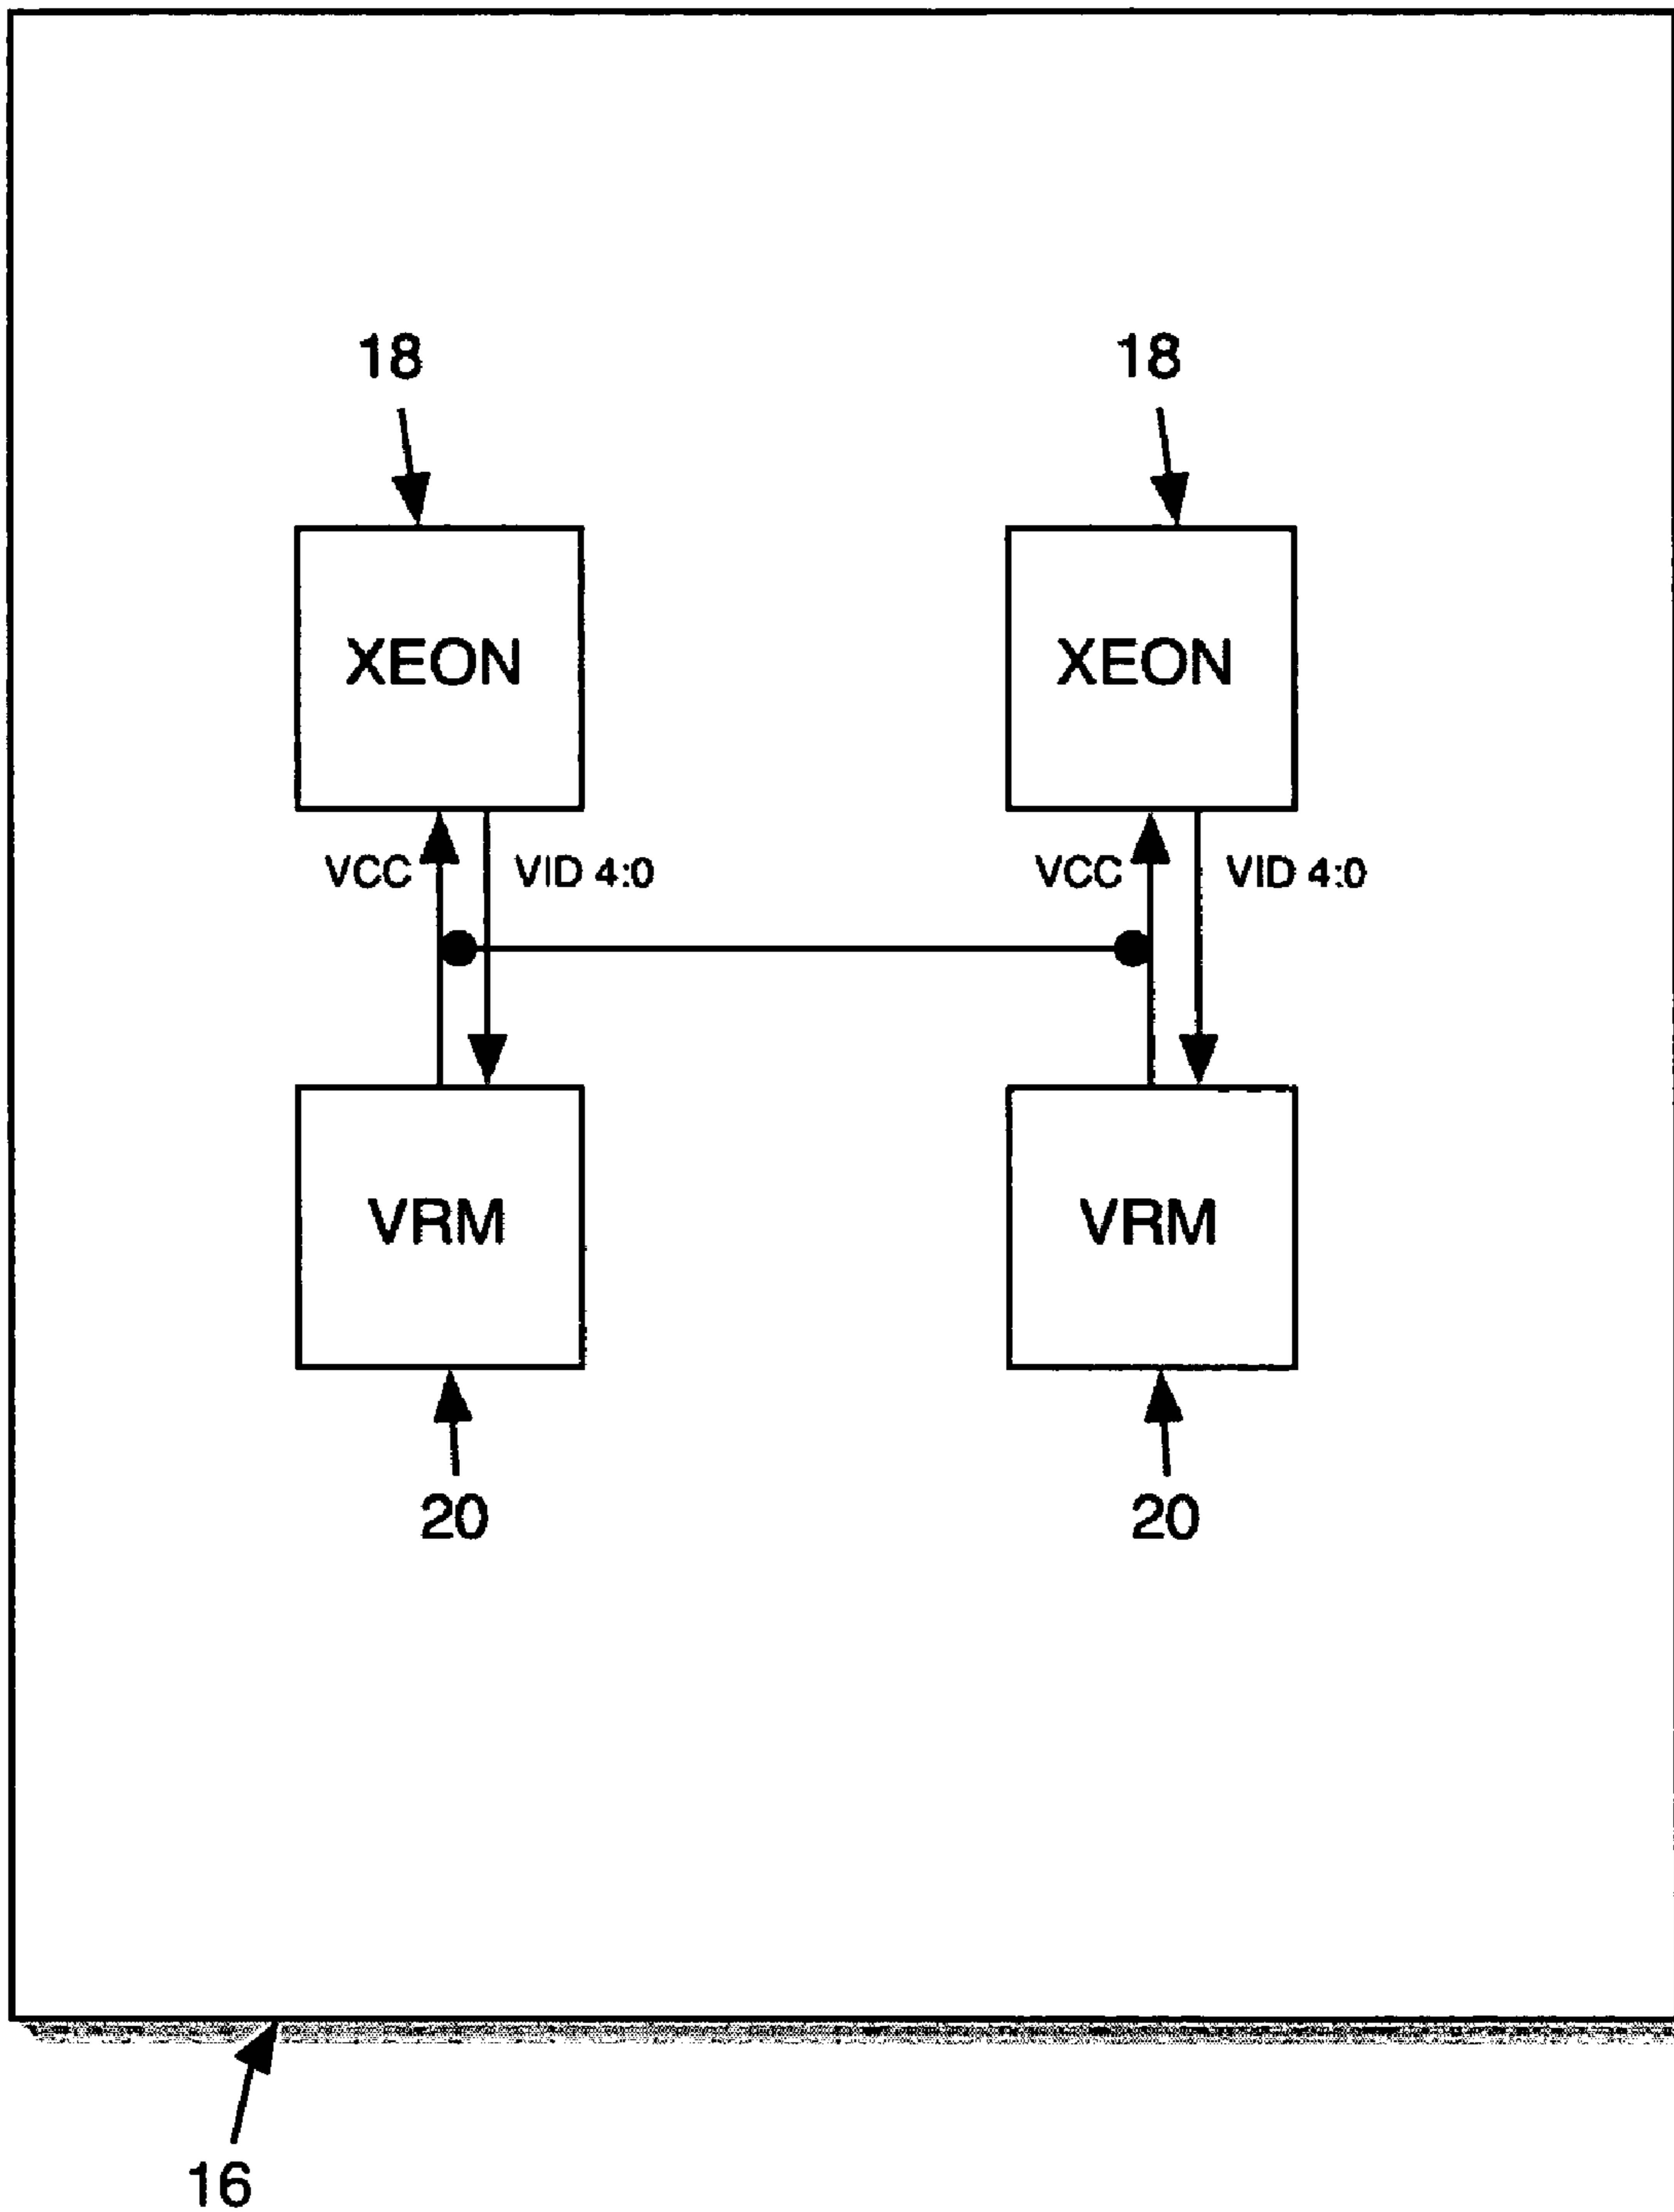 18 18
XEON XEON
VCC VID 4:0 VCC VID 4:0
VRM VRM
20 20
16